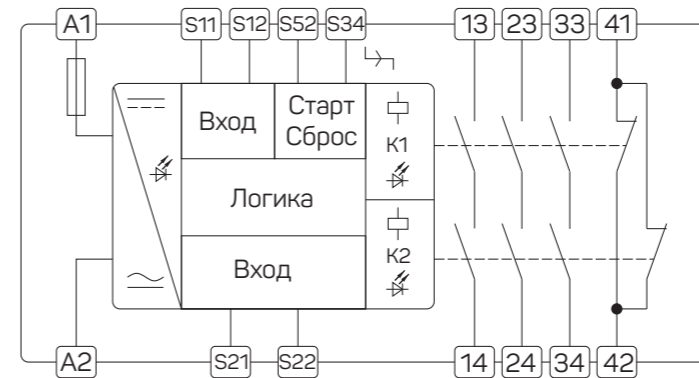 A1 S11 S12 S52 S34 13 23 33 41
Вход
Старт
Сброс
K1
Логика
K2
Вход
A2 S21 S22 14 24 34 42